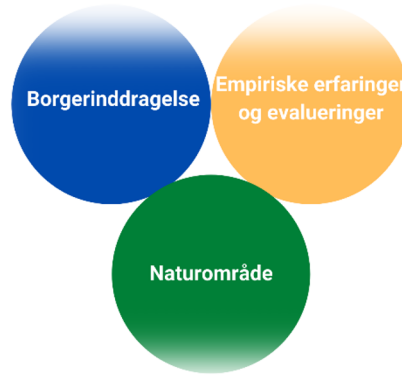 Borgerinddragelse
Empiriske erfaringer
og evalueringer
Naturområde